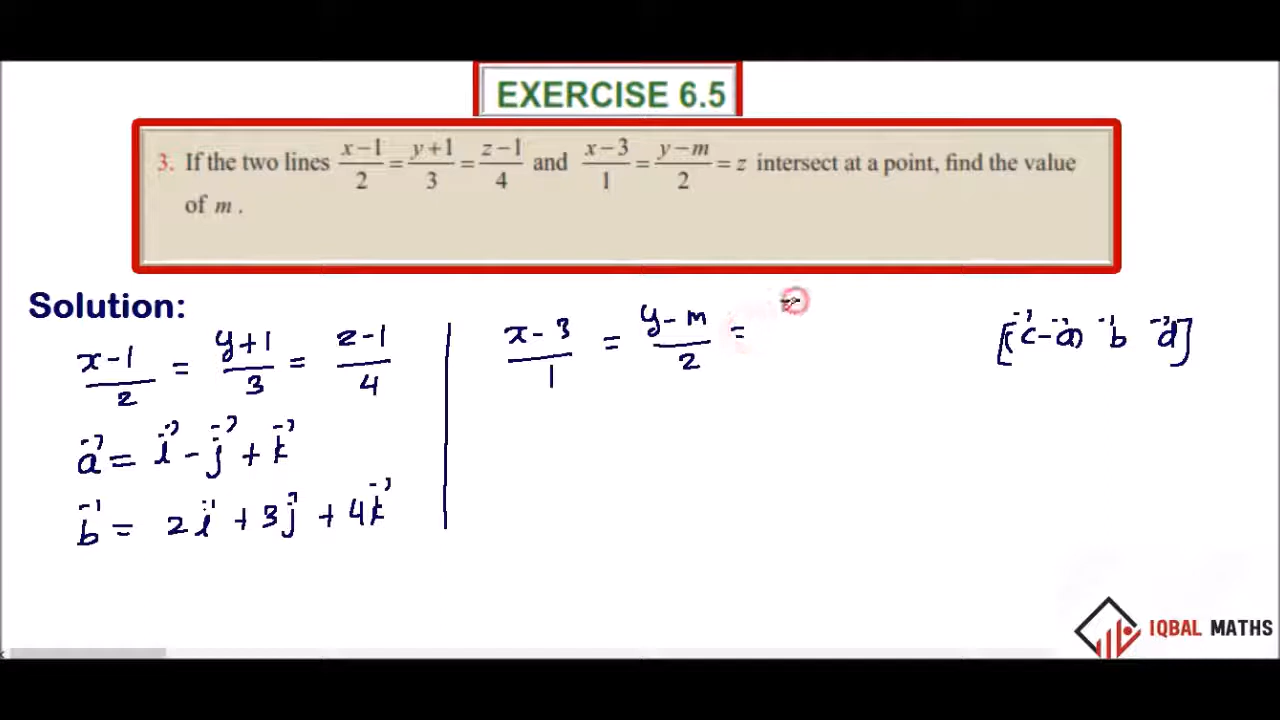 EXERCISE 6.5
3. If the two lines (x−1)/2 = (y+1)/3 = (z−1)/4 and (x−3)/1 = (y−m)/2 = z intersect at a point, find the value
of m .
Solution:
(x−1)/2 = (y+1)/3 = (z−1)/4
a⃗ = i⃗ − j⃗ + k⃗
b⃗ = 2i⃗ + 3j⃗ + 4k⃗
(x−3)/1 = (y−m)/2 =
[(c⃗−a⃗) b⃗ d⃗]
IQBAL MATHS